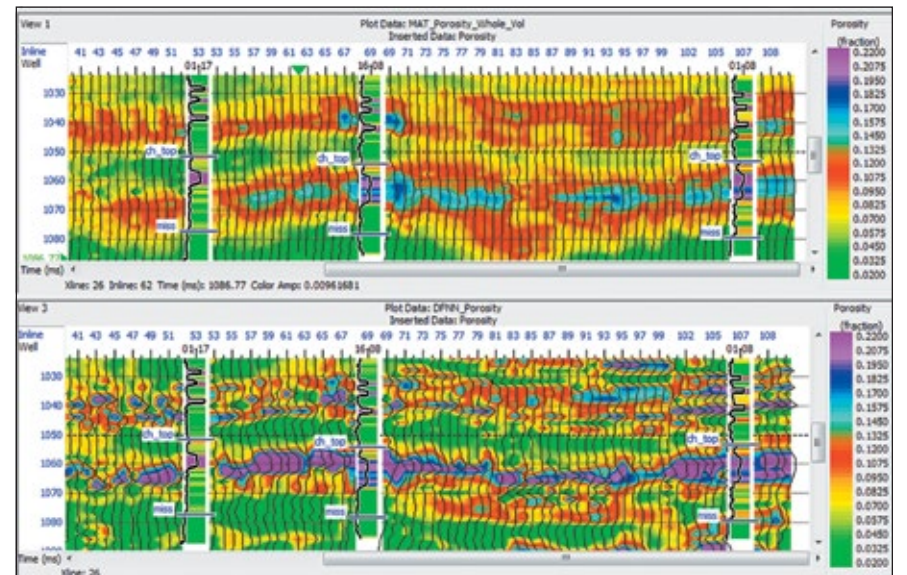 View 1
Plot Data: MAT_Porosity_Whole_Vol
Inserted Data: Porosity
Porosity
(fraction)
Inline 41 43 45 47 49 51 53 53 55 57 59 61 63 65 67 69 69 71 73 75 77 79 81 83 85 87 89 91 93 95 97 99 102 105 107 108
Well 01-17 16-08 01-08
1030
1040
1050
1060
1070
1080
1086.77
ch_top
ch_top
ch_top
miss
miss
miss
Time (ms)
Xline: 26 Inline: 62 Time (ms): 1086.77 Color Amp: 0.00961681
0.2200
0.2075
0.1950
0.1825
0.1700
0.1575
0.1450
0.1325
0.1200
0.1075
0.0950
0.0825
0.0700
0.0575
0.0450
0.0325
0.0200
View 3
Plot Data: DFNN_Porosity
Inserted Data: Porosity
Porosity
(fraction)
Inline 41 43 45 47 49 51 53 53 55 57 59 61 63 65 67 69 69 71 73 75 77 79 81 83 85 87 89 91 93 95 97 99 102 105 107 108
Well 01-17 16-08 01-08
1030
1040
1050
1060
1070
1080
ch_top
ch_top
ch_top
miss
miss
miss
Time (ms)
Xline: 26
0.2200
0.2075
0.1950
0.1825
0.1700
0.1575
0.1450
0.1325
0.1200
0.1075
0.0950
0.0825
0.0700
0.0575
0.0450
0.0325
0.0200